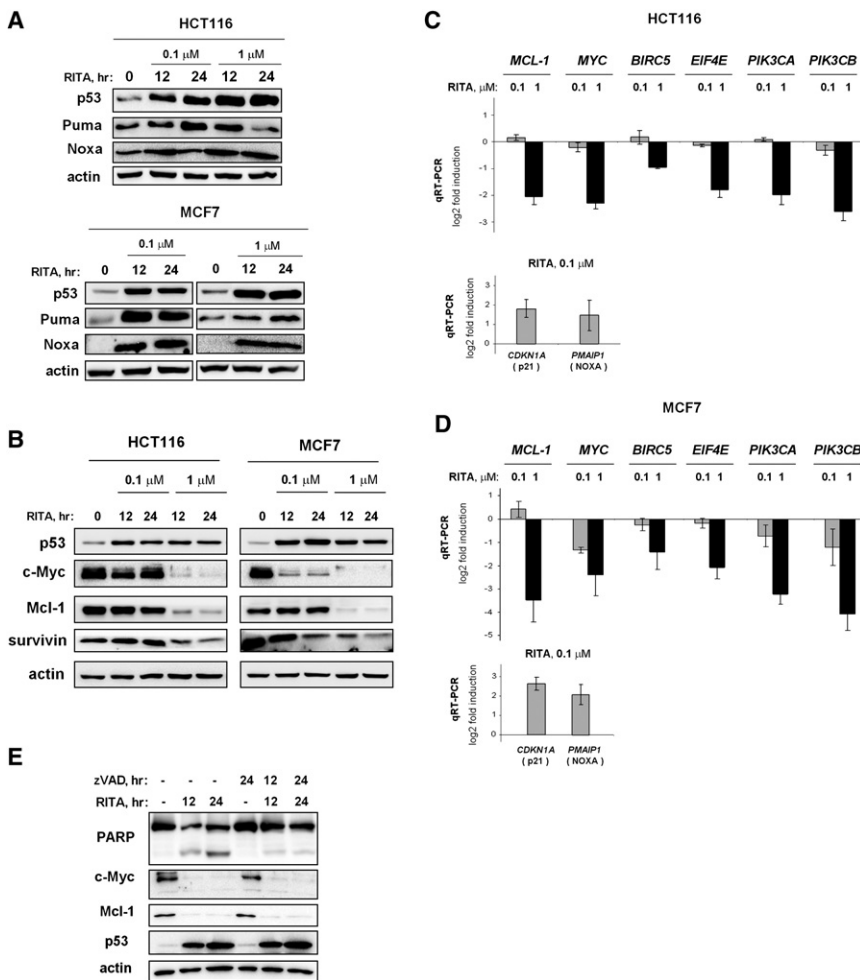 A
HCT116
0.1 μM 1 μM
RITA, hr: 0 12 24 12 24
p53
Puma
Noxa
actin
MCF7
0.1 μM 1 μM
RITA, hr: 0 12 24 0 12 24
p53
Puma
Noxa
actin
B
HCT116 MCF7
0.1 μM 1 μM 0.1 μM 1 μM
RITA, hr: 0 12 24 12 24 0 12 24 12 24
p53
c-Myc
Mcl-1
survivin
actin
C
HCT116
MCL-1 MYC BIRC5 EIF4E PIK3CA PIK3CB
RITA, μM: 0.1 1 0.1 1 0.1 1 0.1 1 0.1 1 0.1 1
qRT-PCR
log2 fold induction
1
0
-1
-2
-3
RITA, 0.1 μM
qRT-PCR
log2 fold induction
3
2
1
0
CDKN1A PMAIP1
( p21 ) ( NOXA)
D
MCF7
MCL-1 MYC BIRC5 EIF4E PIK3CA PIK3CB
RITA, μM: 0.1 1 0.1 1 0.1 1 0.1 1 0.1 1 0.1 1
qRT-PCR
log2 fold induction
1
0
-1
-2
-3
-4
-5
RITA, 0.1 μM
qRT-PCR
log2 fold induction
3
2
1
0
CDKN1A PMAIP1
( p21 ) ( NOXA)
E
zVAD, hr: - - - 24 12 24
RITA, hr: - 12 24 - 12 24
PARP
c-Myc
Mcl-1
p53
actin